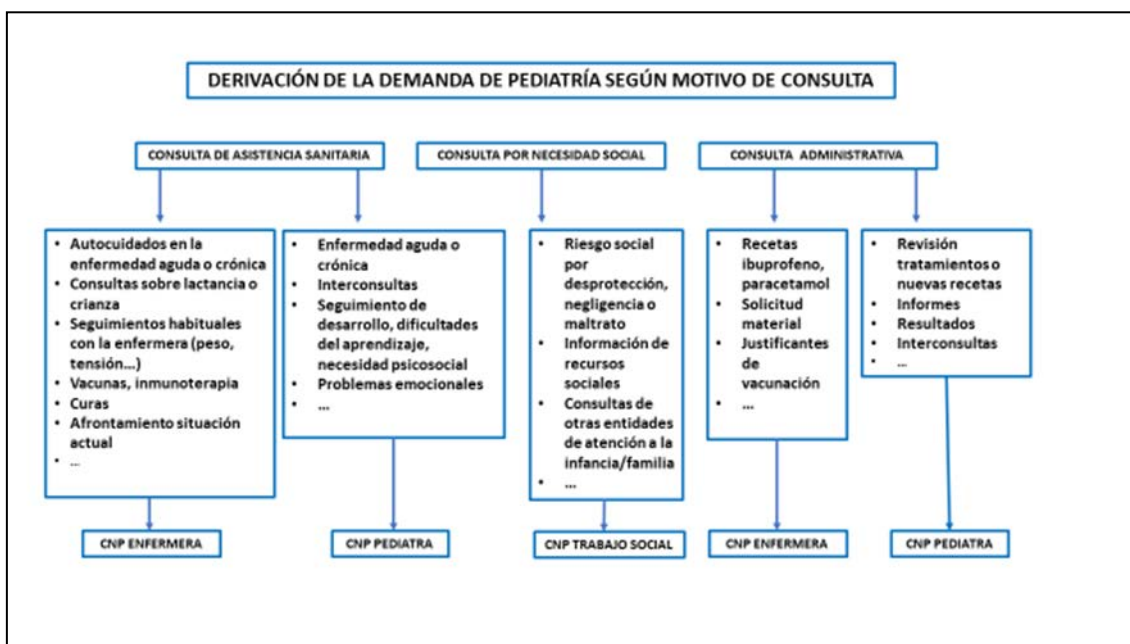 DERIVACIÓN DE LA DEMANDA DE PEDIATRÍA SEGÚN MOTIVO DE CONSULTA
CONSULTA DE ASISTENCIA SANITARIA
CONSULTA POR NECESIDAD SOCIAL
CONSULTA ADMINISTRATIVA
• Autocuidados en la
enfermedad aguda o crónica
• Consultas sobre lactancia o
crianza
• Seguimientos habituales
con la enfermera (peso,
tensión...)
• Vacunas, inmunoterapia
• Curas
• Afrontamiento situación
actual
• ...
• Enfermedad aguda o
crónica
• Interconsultas
• Seguimiento de
desarrollo, dificultades
del aprendizaje,
necesidad psicosocial
• Problemas emocionales
• ...
• Riesgo social
por
desprotección,
negligencia o
maltrato
• Información de
recursos
sociales
• Consultas de
otras entidades
de atención a la
infancia/familia
• ...
• Recetas
ibuprofeno,
paracetamol
• Solicitud
material
• Justificantes
de
vacunación
• ...
• Revisión
tratamientos o
nuevas recetas
• Informes
• Resultados
• Interconsultas
• ...
CNP ENFERMERA
CNP PEDIATRA
CNP TRABAJO SOCIAL
CNP ENFERMERA
CNP PEDIATRA